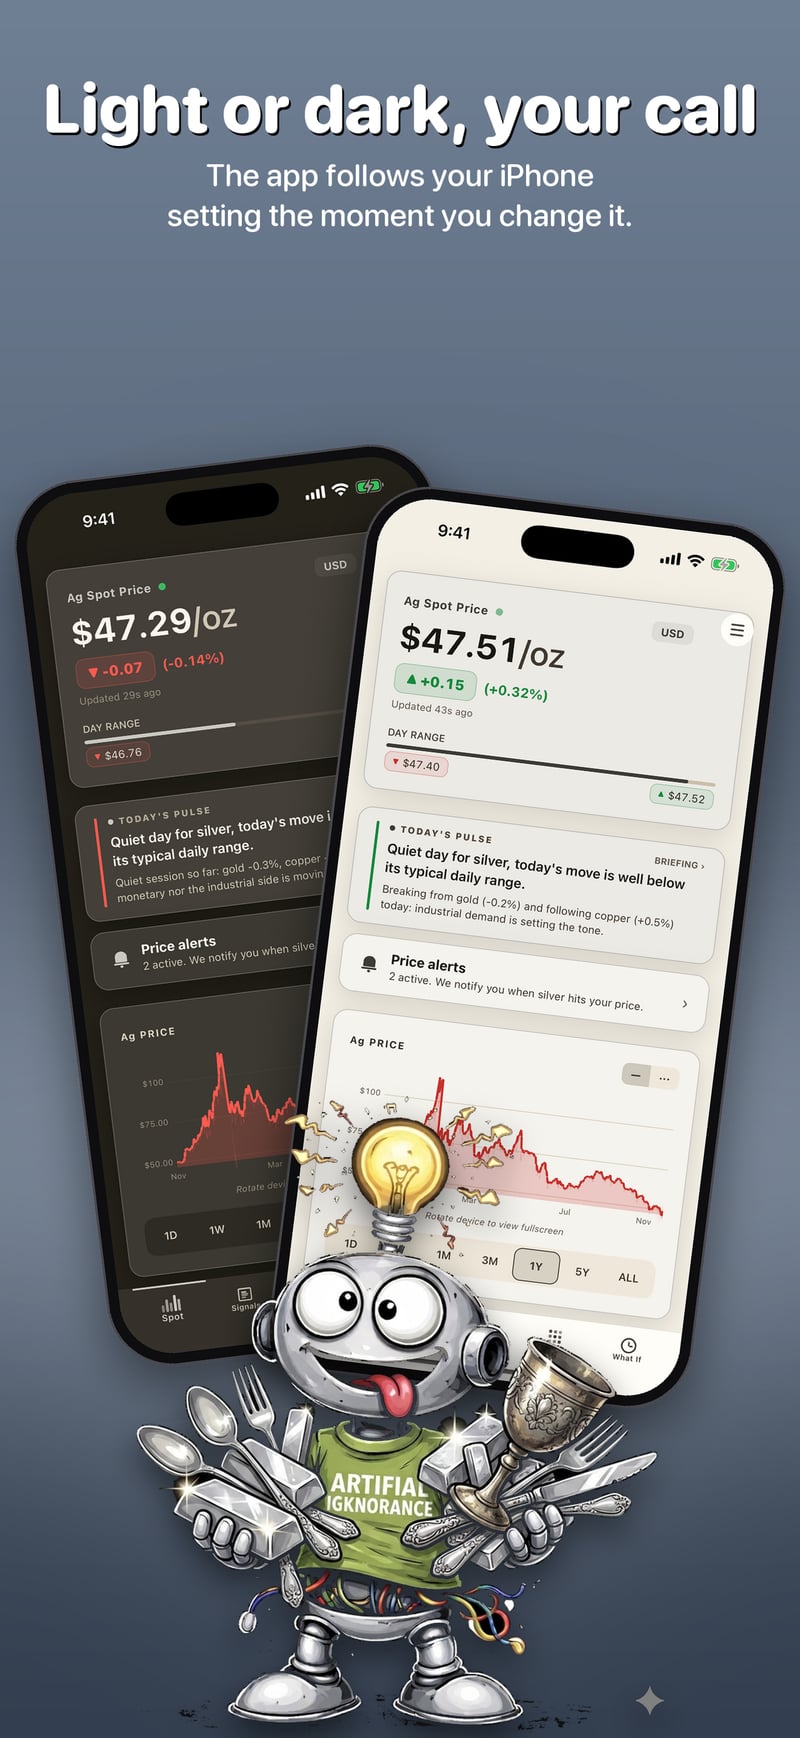 Light or dark, your call
The app follows your iPhone
setting the moment you change it.
9:41
Ag Spot Price
USD
$47.29/oz
▼ -0.07 (-0.14%)
Updated 29s ago
DAY RANGE
▼ $46.76
TODAY'S PULSE
Quiet day for silver, today's move i
its typical daily range.
Quiet session so far: gold -0.3%, copper
monetary nor the industrial side is movin
Price alerts
2 active. We notify you when silve
Ag PRICE
$100
$75.00
$50.00
Nov
Mar
Rotate devi
1D
1W
1M
Spot
Signals
9:41
Ag Spot Price
USD
$47.51/oz
▲ +0.15 (+0.32%)
Updated 43s ago
DAY RANGE
▼ $47.40
▲ $47.52
TODAY'S PULSE
BRIEFING ›
Quiet day for silver, today's move is well below
its typical daily range.
Breaking from gold (-0.2%) and following copper (+0.5%)
today: industrial demand is setting the tone.
Price alerts
2 active. We notify you when silver hits your price.
Ag PRICE
$100
$75
Mar
Jul
Nov
Rotate device to view fullscreen
1D
1M
3M
1Y
5Y
ALL
What If
ARTIFIAL
IGKNORANCE